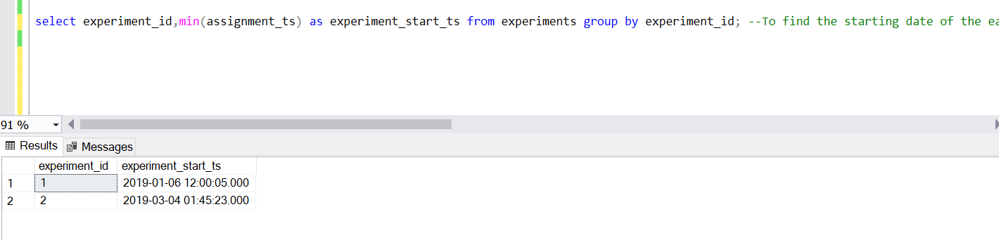 select experiment_id,min(assignment_ts) as experiment_start_ts from experiments group by experiment_id; --To find the starting date of the
91 %
Results Messages
experiment_id experiment_start_ts
1 1 2019-01-06 12:00:05.000
2 2 2019-03-04 01:45:23.000